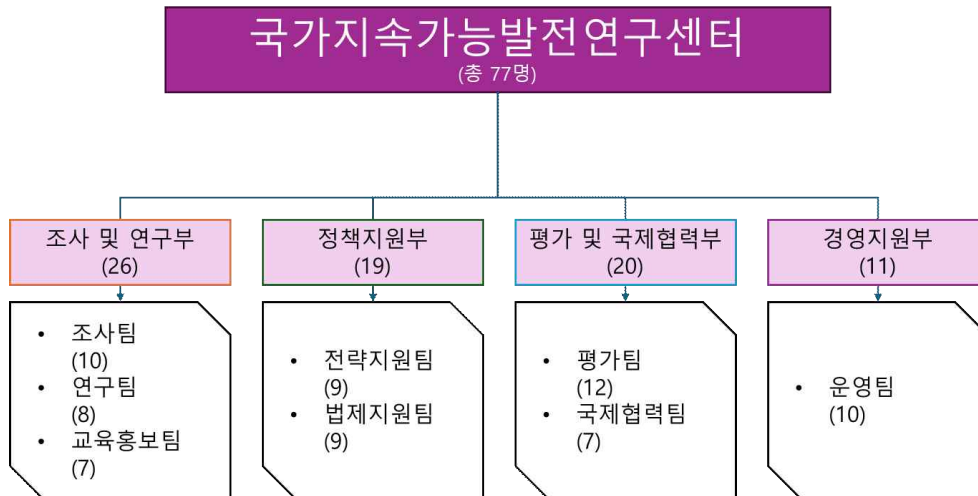 국가지속가능발전연구센터
(총 77명)
조사 및 연구부
(26)
정책지원부
(19)
평가 및 국제협력부
(20)
경영지원부
(11)
• 조사팀
(10)
• 연구팀
(8)
• 교육홍보팀
(7)
• 전략지원팀
(9)
• 법제지원팀
(9)
• 평가팀
(12)
• 국제협력팀
(7)
• 운영팀
(10)